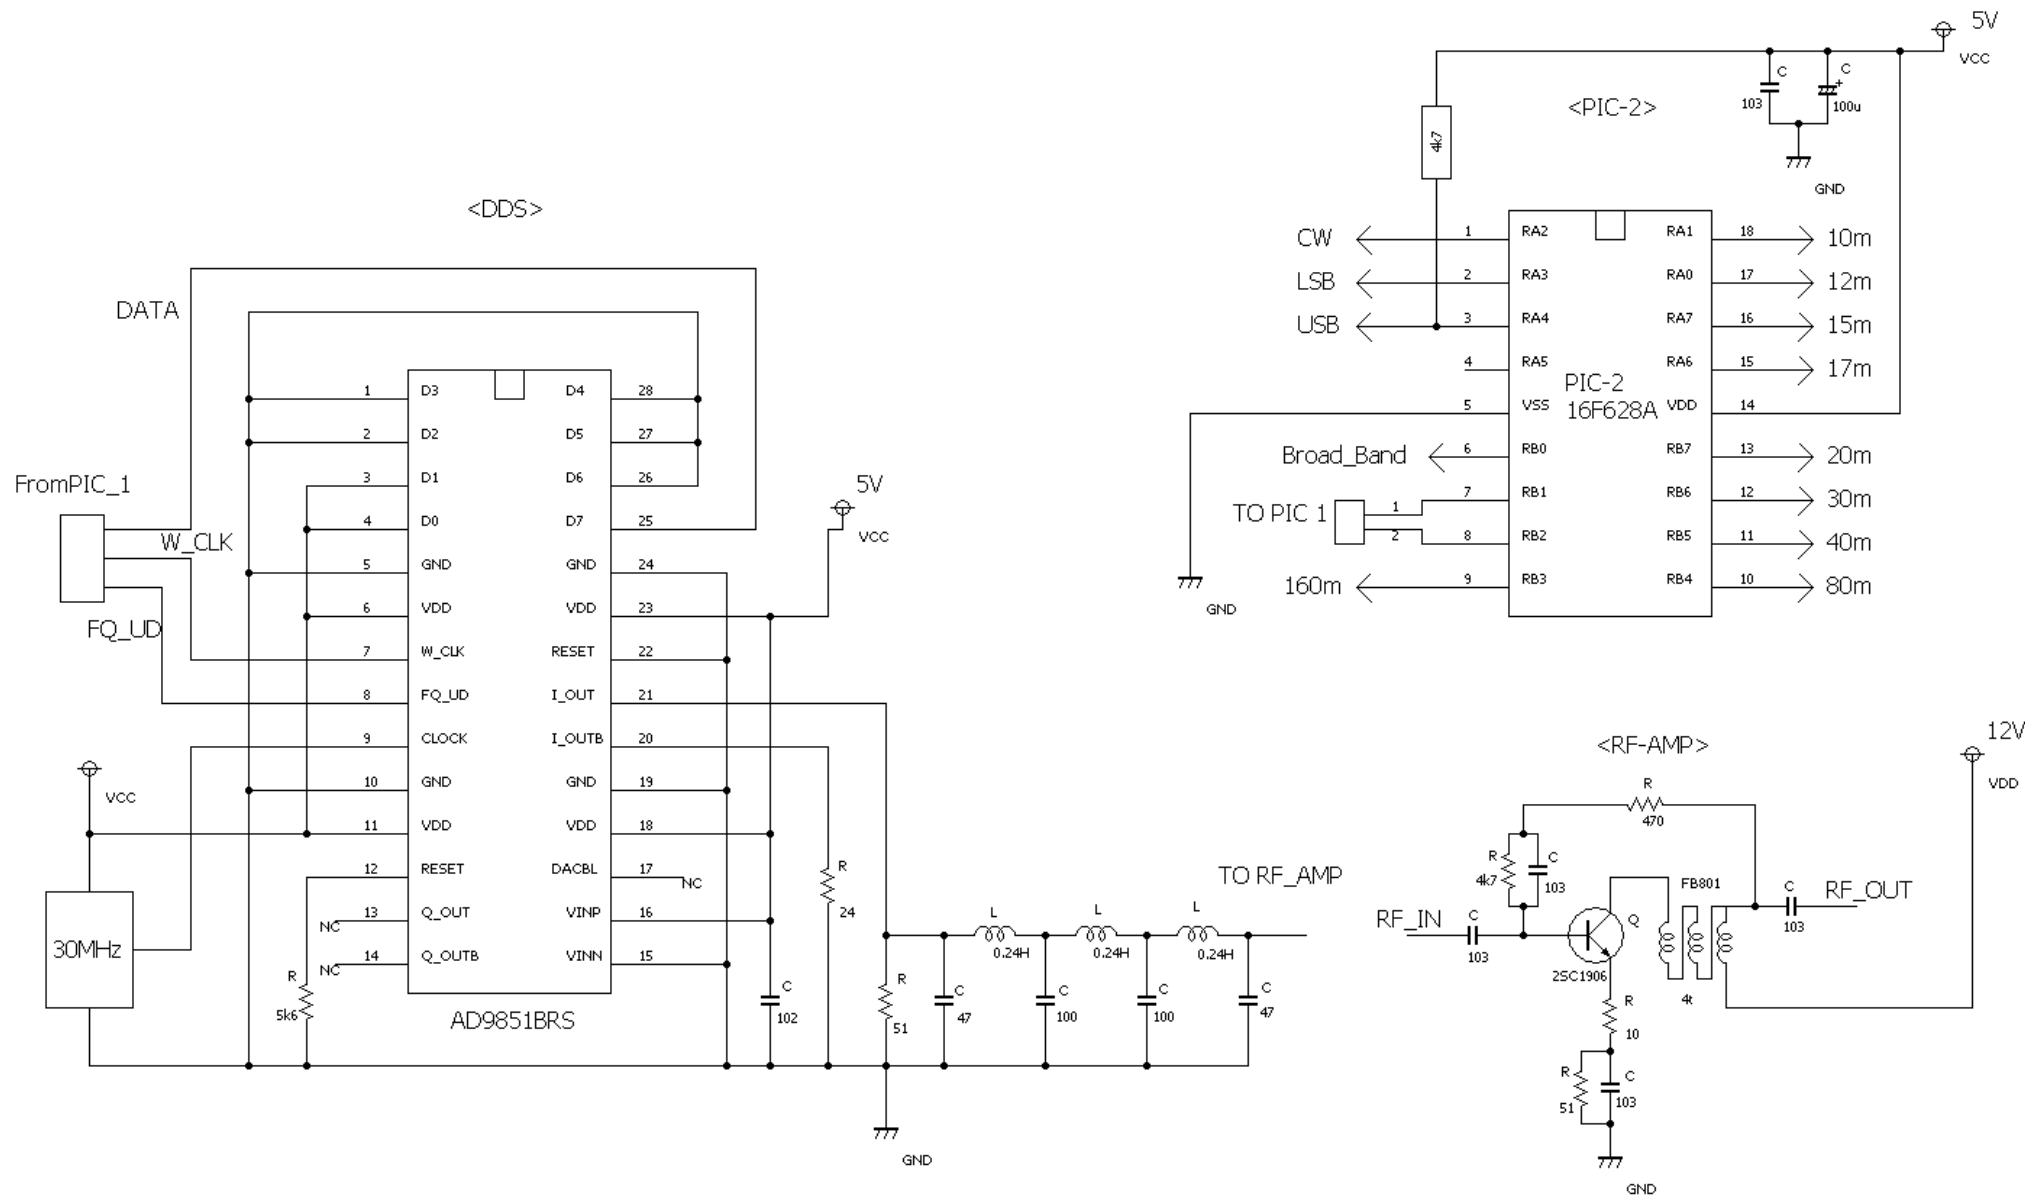 <DDS>
DATA
FromPIC_1
W_CLK
FQ_UD
VCC
30MHz
1 D3 D4 28
2 D2 D5 27
3 D1 D6 26
4 D0 D7 25
5 GND GND 24
6 VDD VDD 23
7 W_CLK RESET 22
8 FQ_UD I_OUT 21
9 CLOCK I_OUTB 20
10 GND GND 19
11 VDD VDD 18
12 RESET DACBL 17
NC
13 Q_OUT VINP 16
NC
14 Q_OUTB VINN 15
NC
R
5k6
AD9851BRS
5V
VCC
C
102
R
24
R
51
L
0.24H
L
0.24H
L
0.24H
C
47
C
100
C
100
C
47
GND
TO RF_AMP
<PIC-2>
5V
VCC
C
103
C
+
100u
GND
4k7
CW 1 RA2 RA1 18 10m
LSB 2 RA3 RA0 17 12m
USB 3 RA4 RA7 16 15m
4 RA5 RA6 15 17m
PIC-2
16F628A
5 VSS VDD 14
Broad_Band 6 RB0 RB7 13 20m
7 RB1 RB6 12 30m
TO PIC 1
1
2
8 RB2 RB5 11 40m
160m 9 RB3 RB4 10 80m
GND
<RF-AMP>
12V
VDD
R
470
R
4k7
C
103
RF_IN
C
103
Q
2SC1906
FB801
4t
C
103
RF_OUT
R
10
R
51
C
103
GND